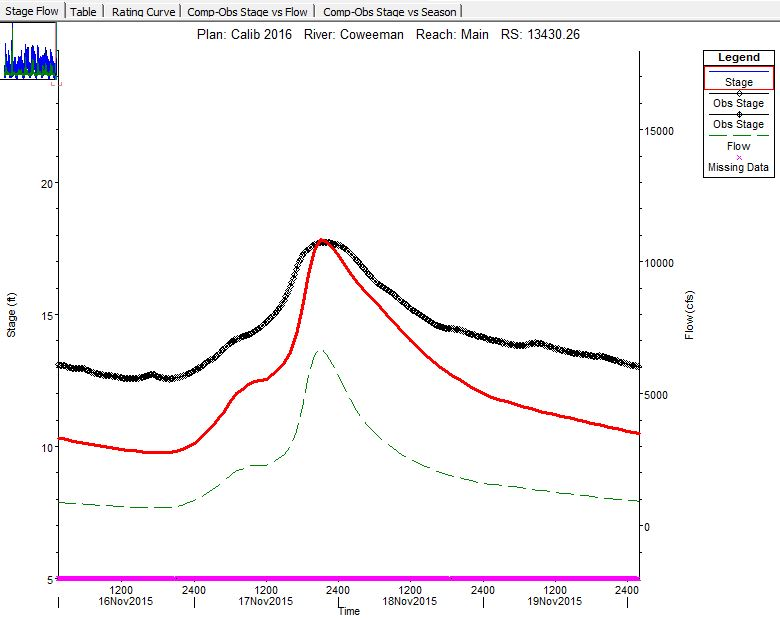 Stage Flow Table Rating Curve Comp-Obs Stage vs Flow Comp-Obs Stage vs Season
Plan: Calib 2016 River: Coweeman Reach: Main RS: 13430.26
Legend
Stage
Obs Stage
Obs Stage
Flow
Missing Data
Stage (ft)
20
15
10
5
15000
10000
5000
0
Flow(cfs)
1200 2400 1200 2400 1200 2400 1200 2400
16Nov2015 17Nov2015 18Nov2015 19Nov2015
Time